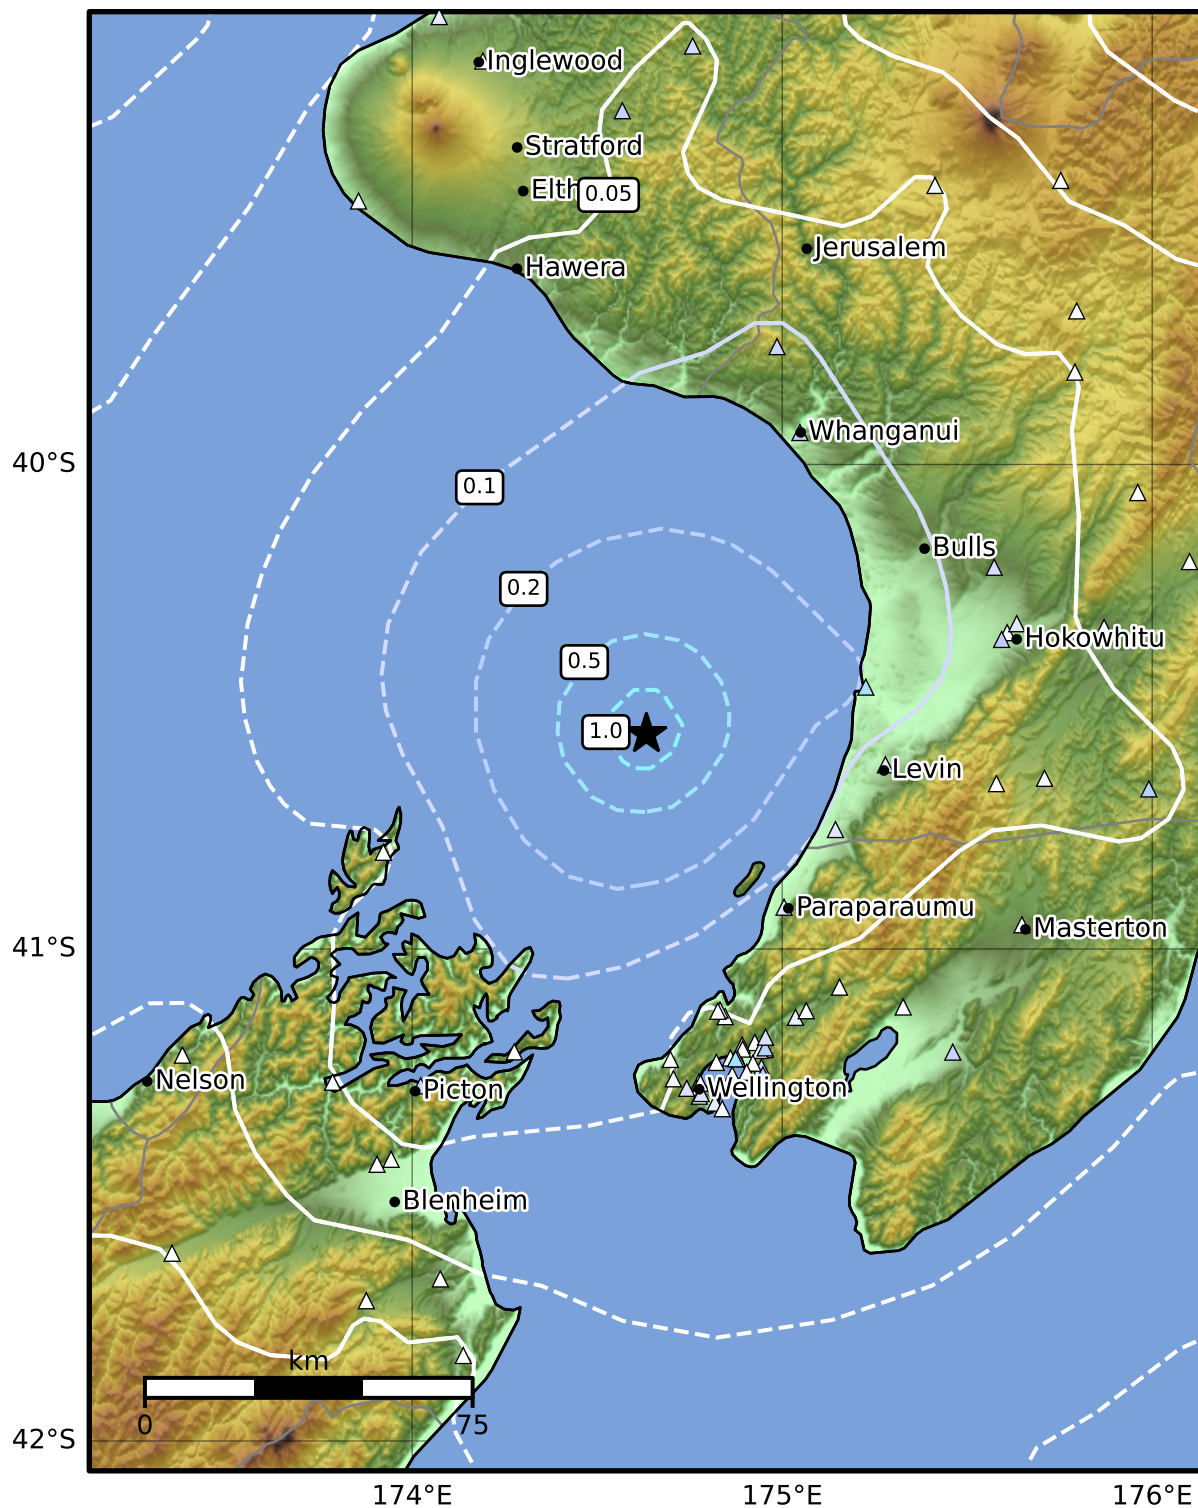 Inglewood
Stratford
Elth
0.05
Jerusalem
Hawera
Whanganui
40°S
0.1
Bulls
0.2
Hokowhitu
0.5
1.0
Levin
Paraparaumu
Masterton
41°S
Nelson
Picton
Wellington
Blenheim
km
0
75
42°S
174°E
175°E
176°E